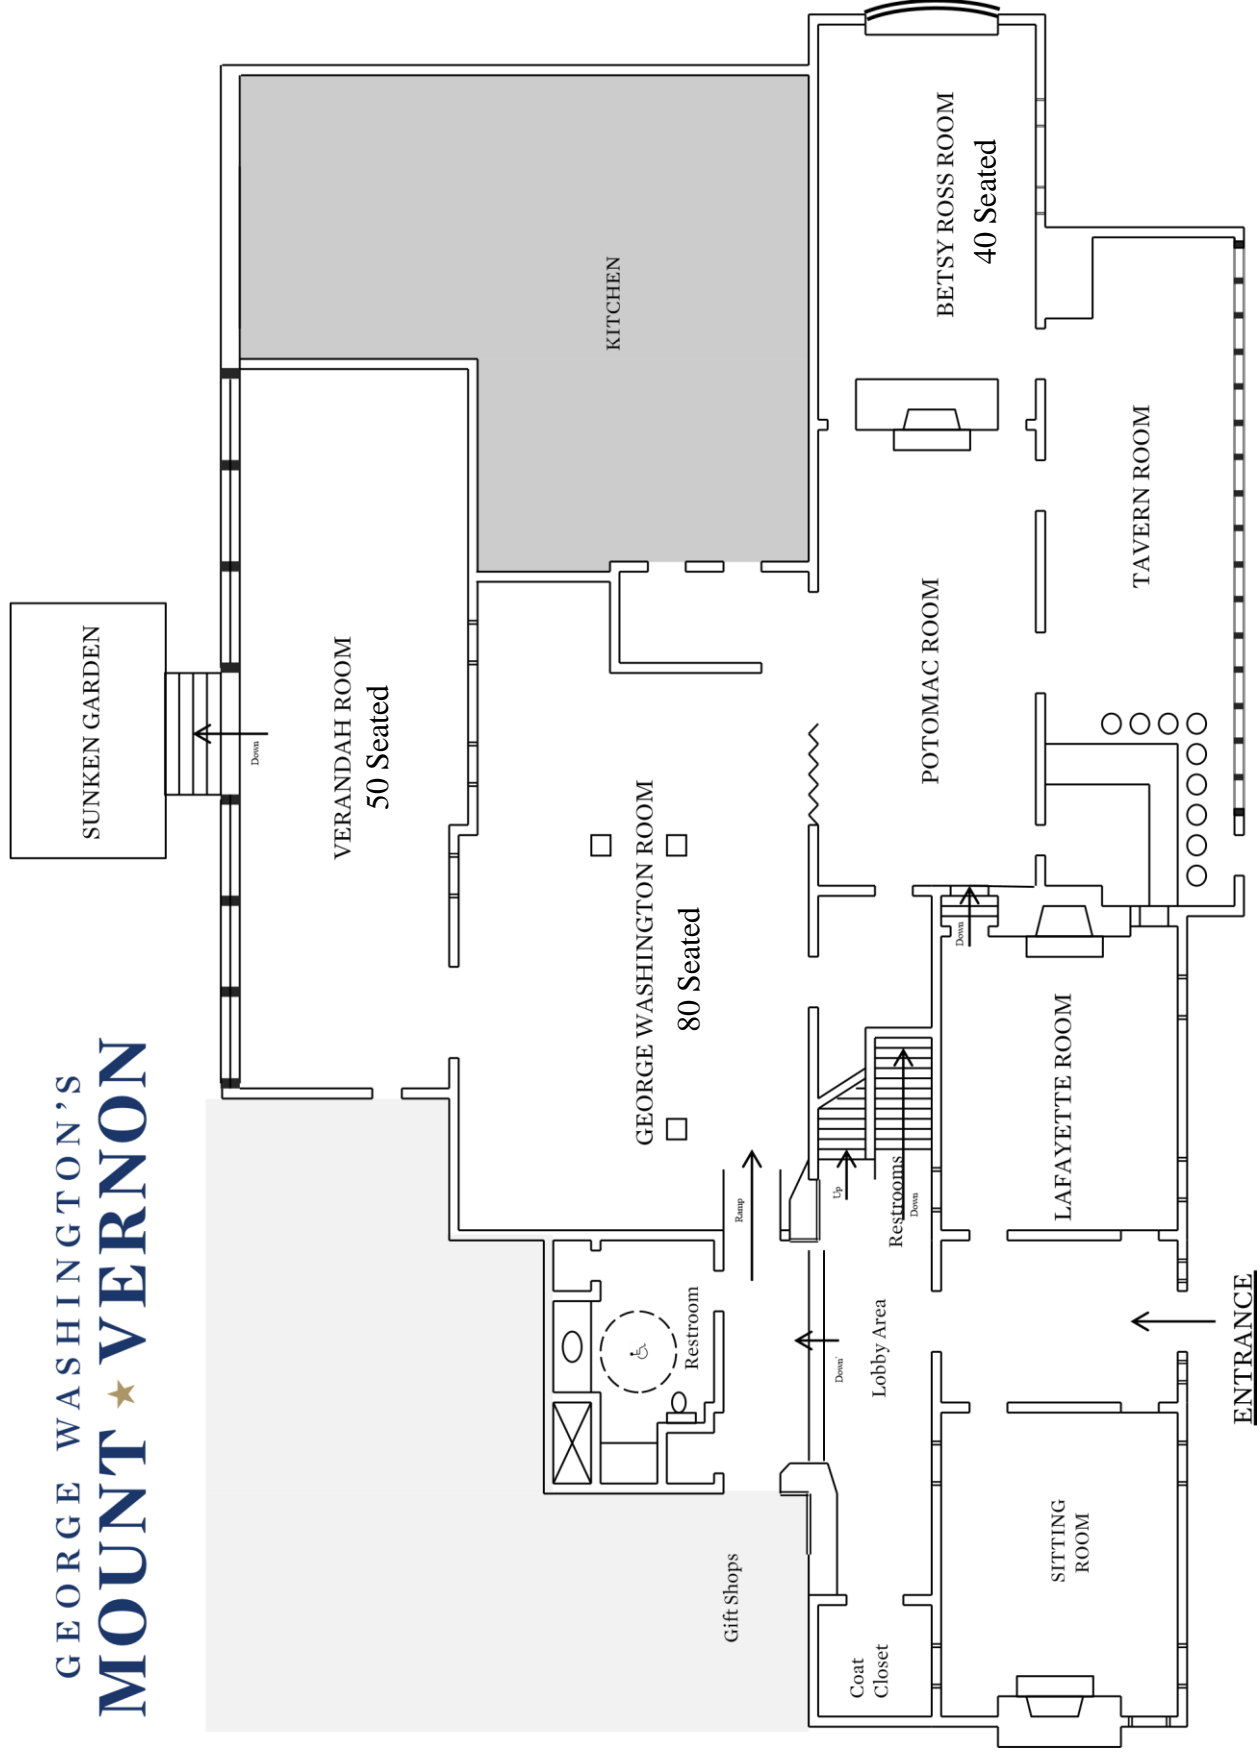 GEORGE WASHINGTON'S
MOUNT VERNON
SUNKEN GARDEN
Down
VERANDAH ROOM
50 Seated
KITCHEN
GEORGE WASHINGTON ROOM
80 Seated
BETSY ROSS ROOM
40 Seated
POTOMAC ROOM
TAVERN ROOM
Down
LAFAYETTE ROOM
Ramp
Up
Restrooms
Down
Restroom
Down
Lobby Area
Gift Shops
Coat
Closet
SITTING
ROOM
ENTRANCE